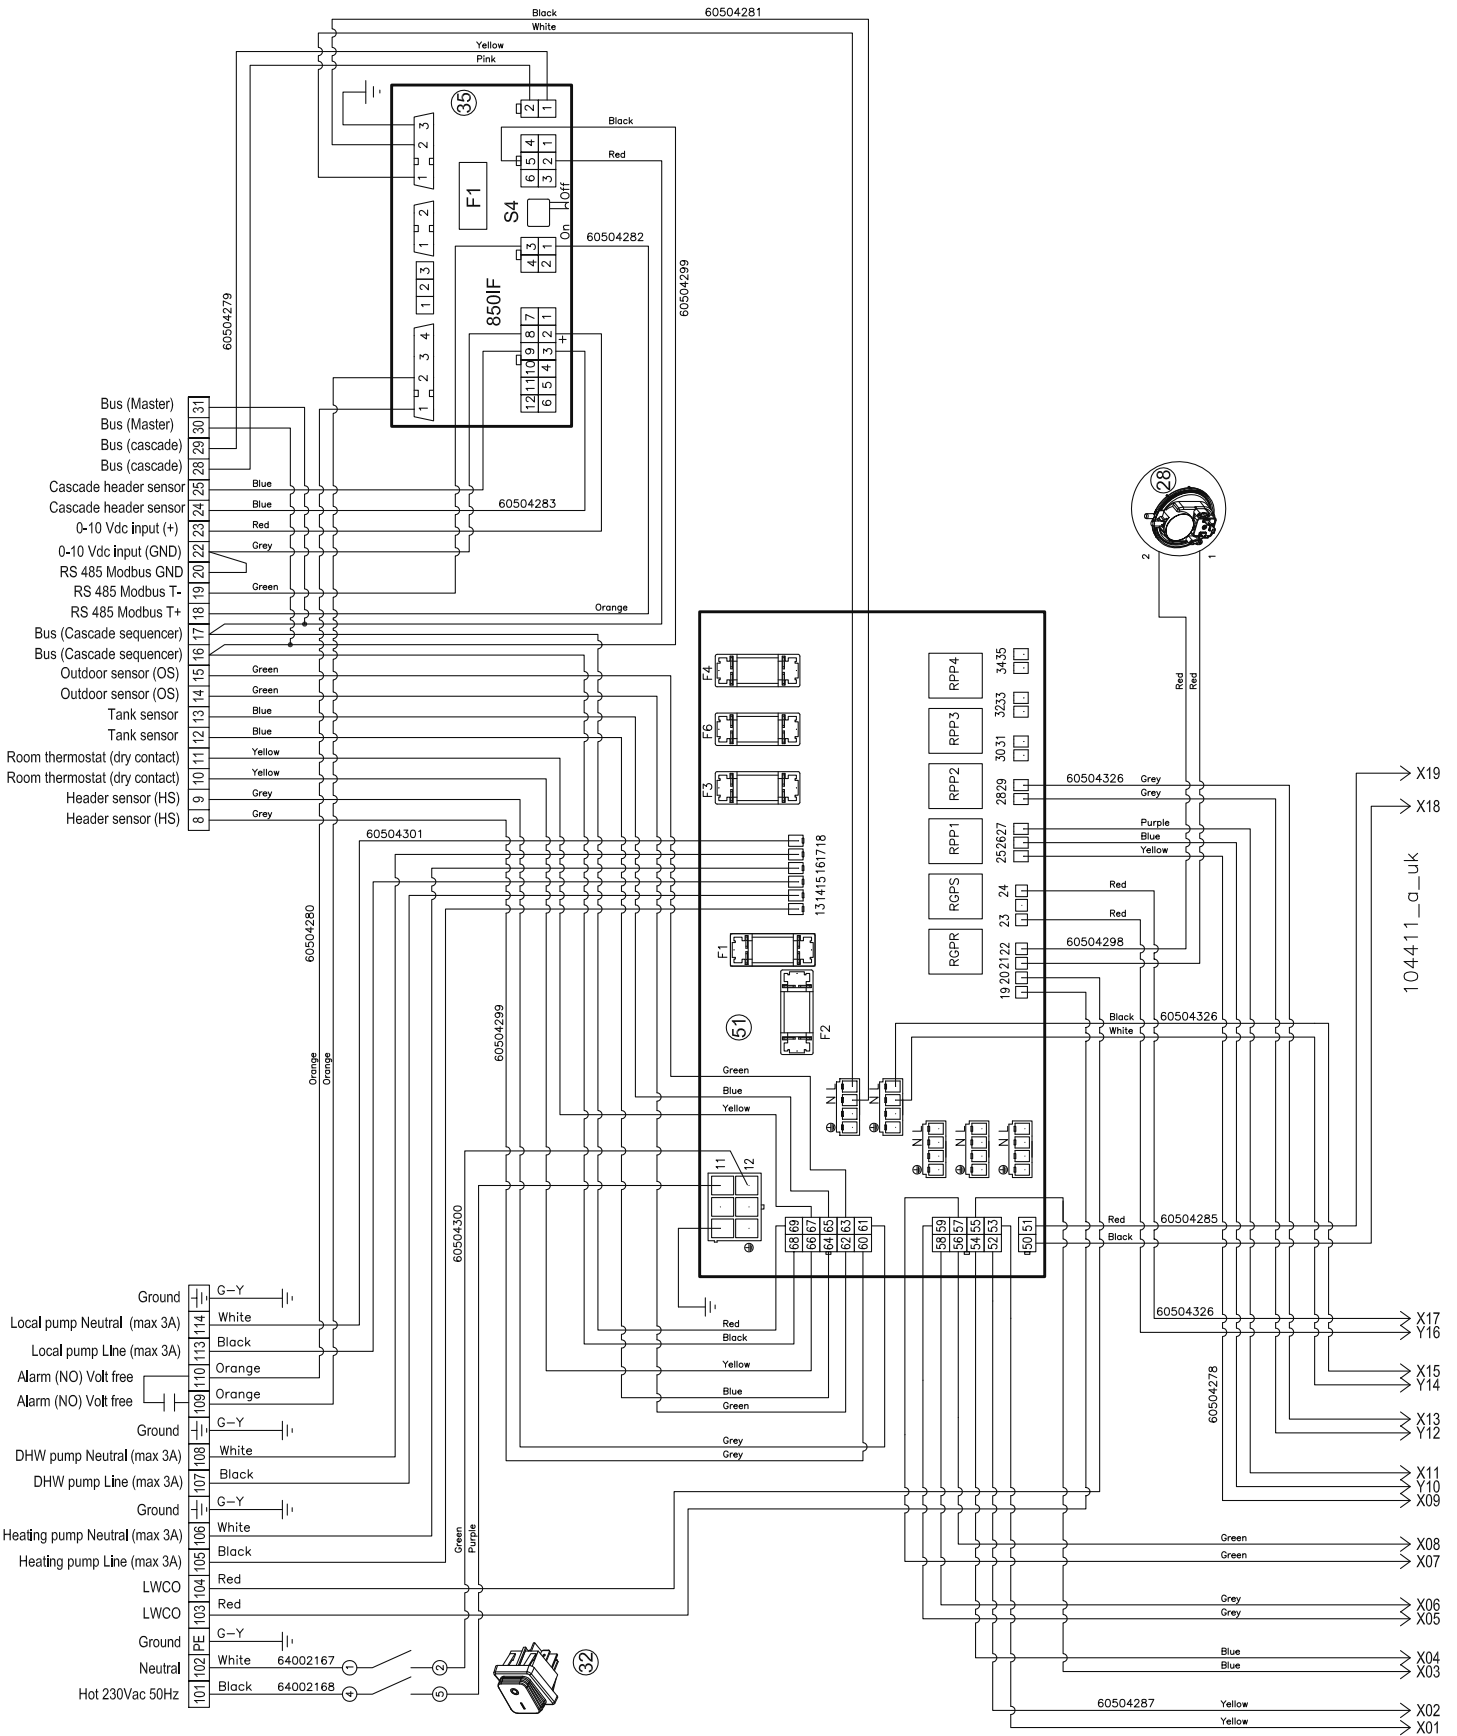 Black 60504281
White
Yellow
Pink
35
3
2
1
2 1
4 1
5 2
6 3
Black
Red
F1
S4
Off
On
1 2
3 1
4 2
60504282
1 2 3
850IF
7 1
8 2
9 3
10 4
11 5
12 6
+
1 2 3 4
60504279
60504299
Bus (Master) 31
Bus (Master) 30
Bus (cascade) 29
Bus (cascade) 28
Cascade header sensor 25 Blue
Cascade header sensor 24 Blue 60504283
0-10 Vdc input (+) 23 Red
0-10 Vdc input (GND) 22 Grey
RS 485 Modbus GND 20
RS 485 Modbus T- 19 Green
RS 485 Modbus T+ 18 Orange
Bus (Cascade sequencer) 17
Bus (Cascade sequencer) 16
Outdoor sensor (OS) 15 Green
Outdoor sensor (OS) 14 Green
Tank sensor 13 Blue
Tank sensor 12 Blue
Room thermostat (dry contact) 11 Yellow
Room thermostat (dry contact) 10 Yellow
Header sensor (HS) 9 Grey
Header sensor (HS) 8 Grey
60504301
60504280
Orange
Orange
60504299
60504300
28
2
1
Red
Red
F4
F6
F3
F1
F2
51
131415161718
RPP4
RPP3
RPP2
RPP1
RGPS
RGPR
3435
3233
3031
2829
252627
24
23
19202122
60504326 Grey
Grey
Purple
Blue
Yellow
Red
Red
60504298
Black 60504326
White
Green
Blue
Yellow
N L
N L
N L
N L
N L
11
12
68 69
66 67
64 65
62 63
60 61
58 59
56 57
54 55
52 53
50 51
Red 60504285
Black
Red
Black
Yellow
Blue
Green
Grey
Grey
60504326
60504278
X19
X18
104411_a_uk
X17
Y16
X15
Y14
X13
Y12
X11
Y10
X09
Green X08
Green X07
Grey X06
Grey X05
Blue X04
Blue X03
60504287 Yellow X02
Yellow X01
Ground G-Y
Local pump Neutral (max 3A) 114 White
Local pump Line (max 3A) 113 Black
Alarm (NO) Volt free 110 Orange
Alarm (NO) Volt free 109 Orange
Ground G-Y
DHW pump Neutral (max 3A) 108 White
DHW pump Line (max 3A) 107 Black
Ground G-Y
Heating pump Neutral (max 3A) 106 White
Heating pump Line (max 3A) 105 Black
LWCO 104 Red
LWCO 103 Red
Ground PE G-Y
Neutral 102 White 64002167 1 2
Hot 230Vac 50Hz 101 Black 64002168 4 5
Green
Purple
32